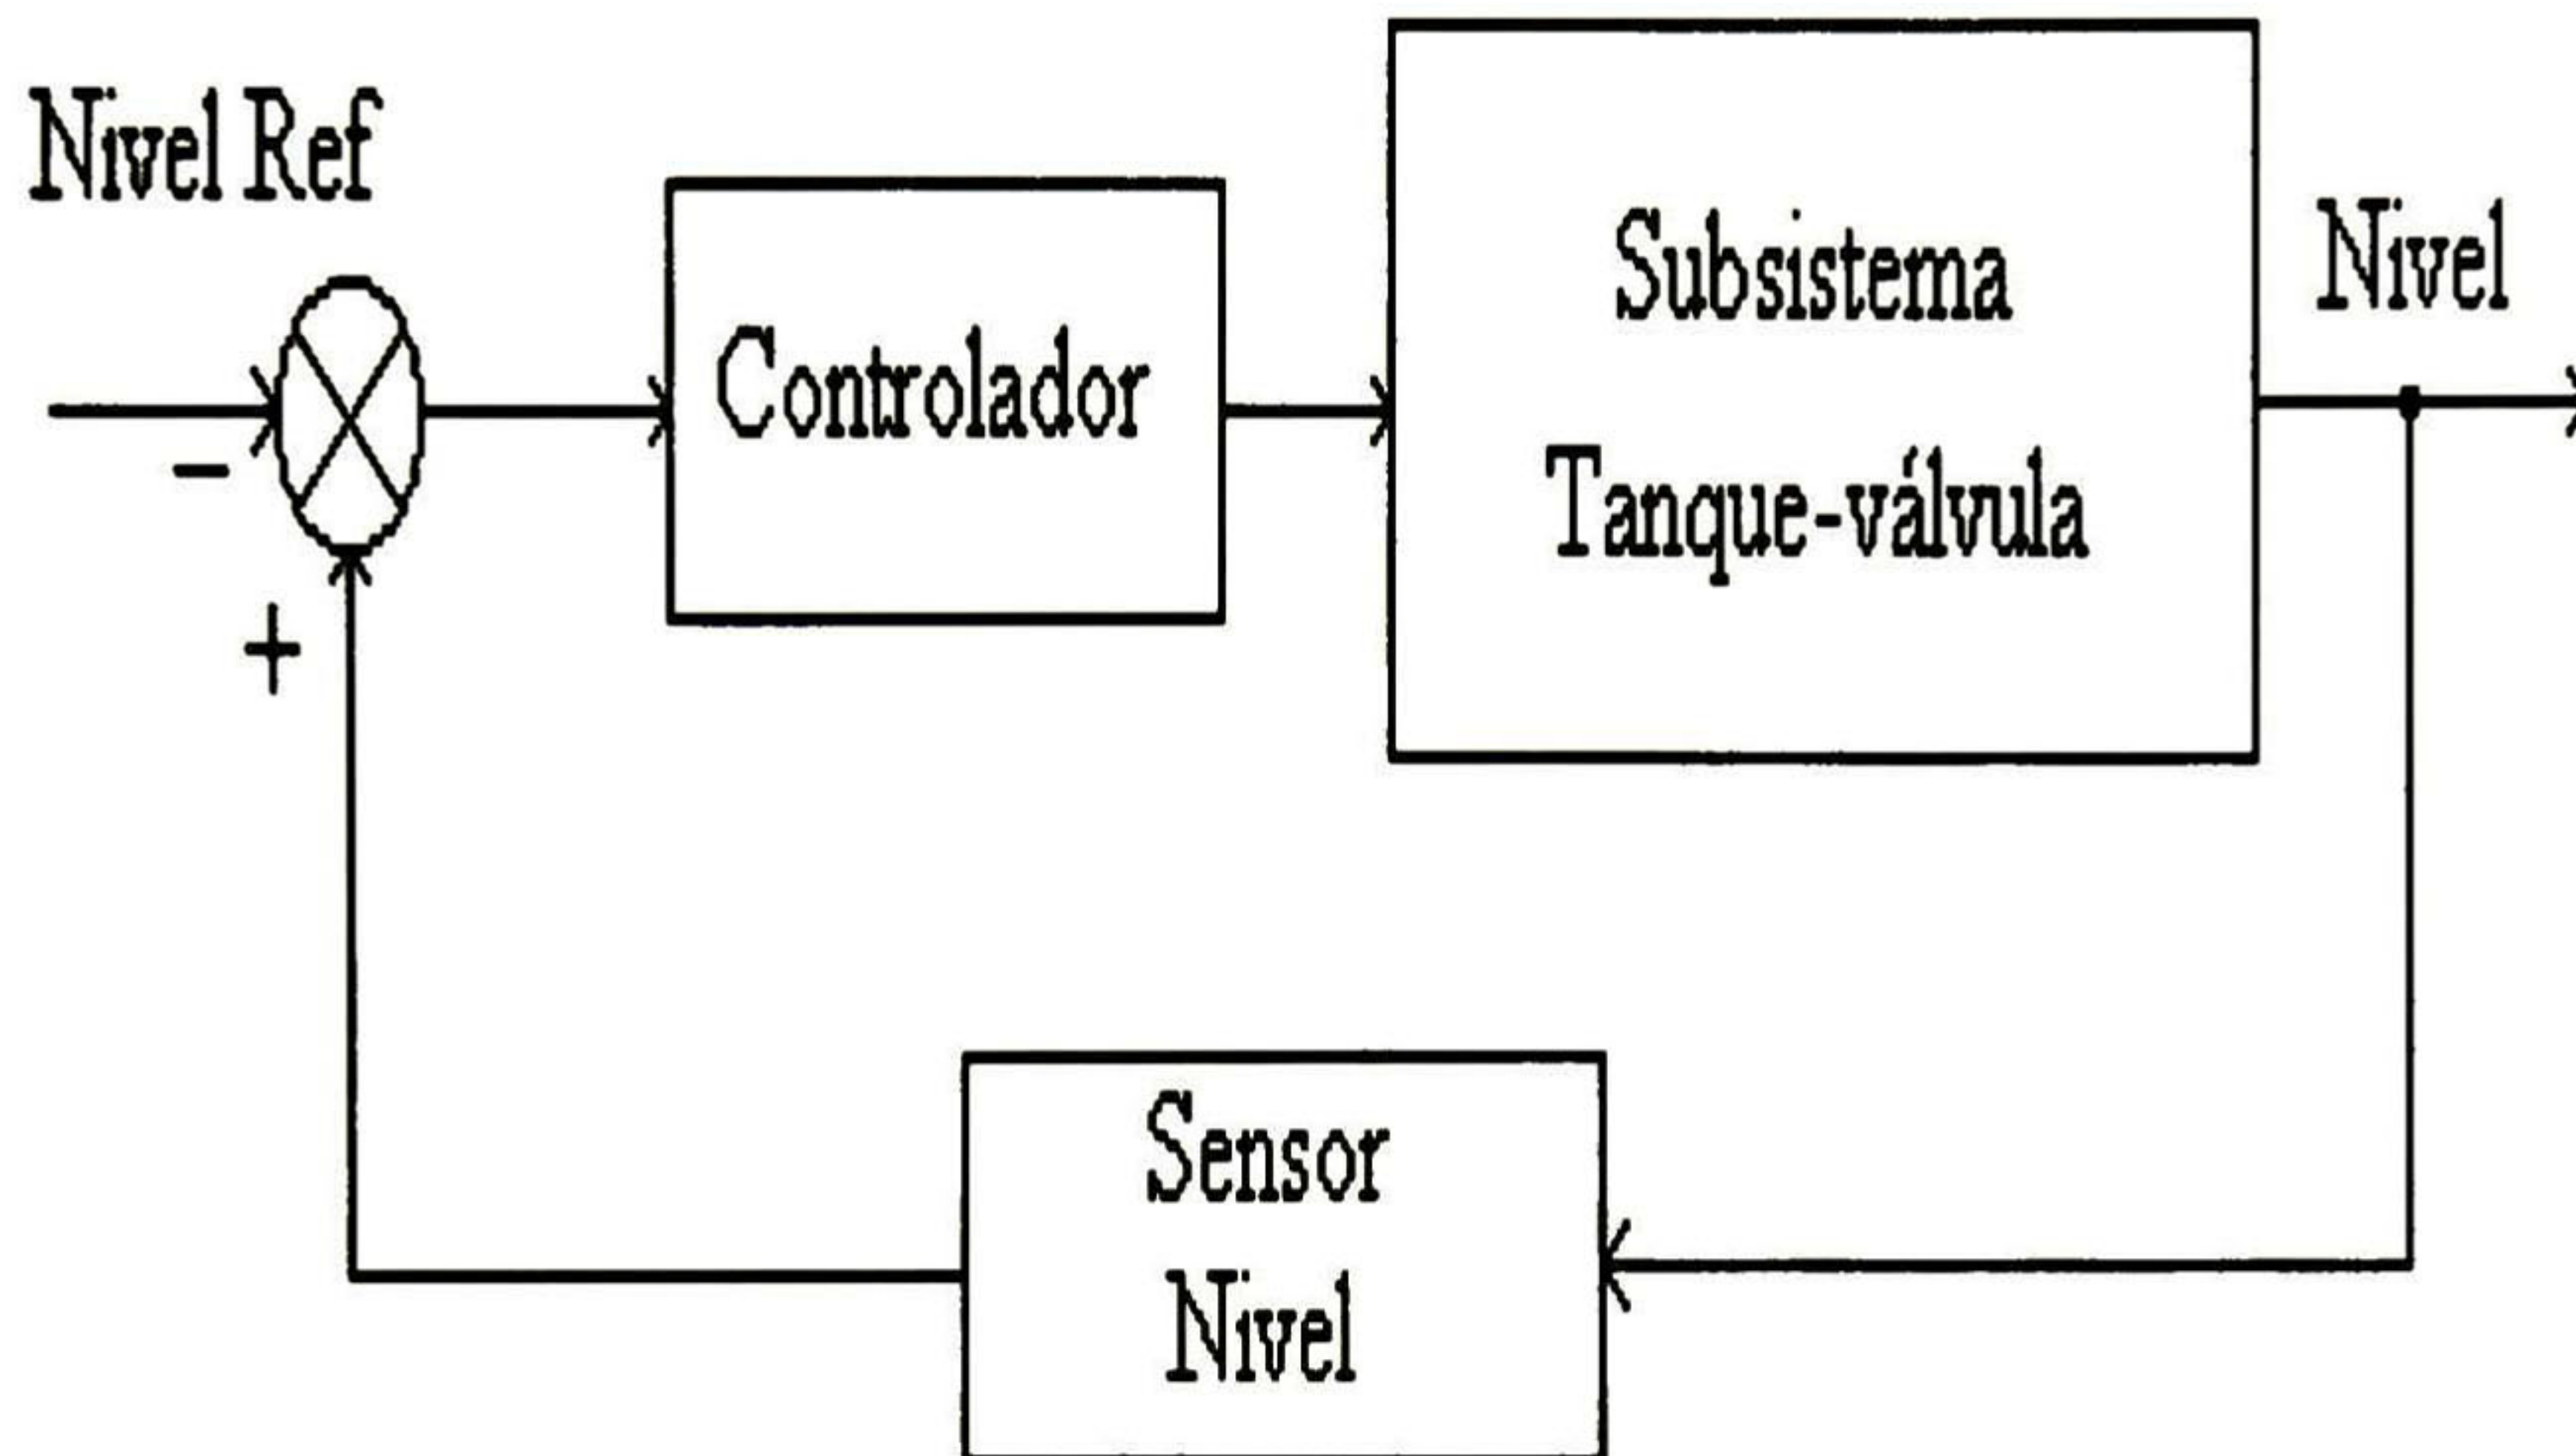 Nivel Ref
Controlador
Subsistema
Tanque-válvula
Nivel
−
+
Sensor
Nivel